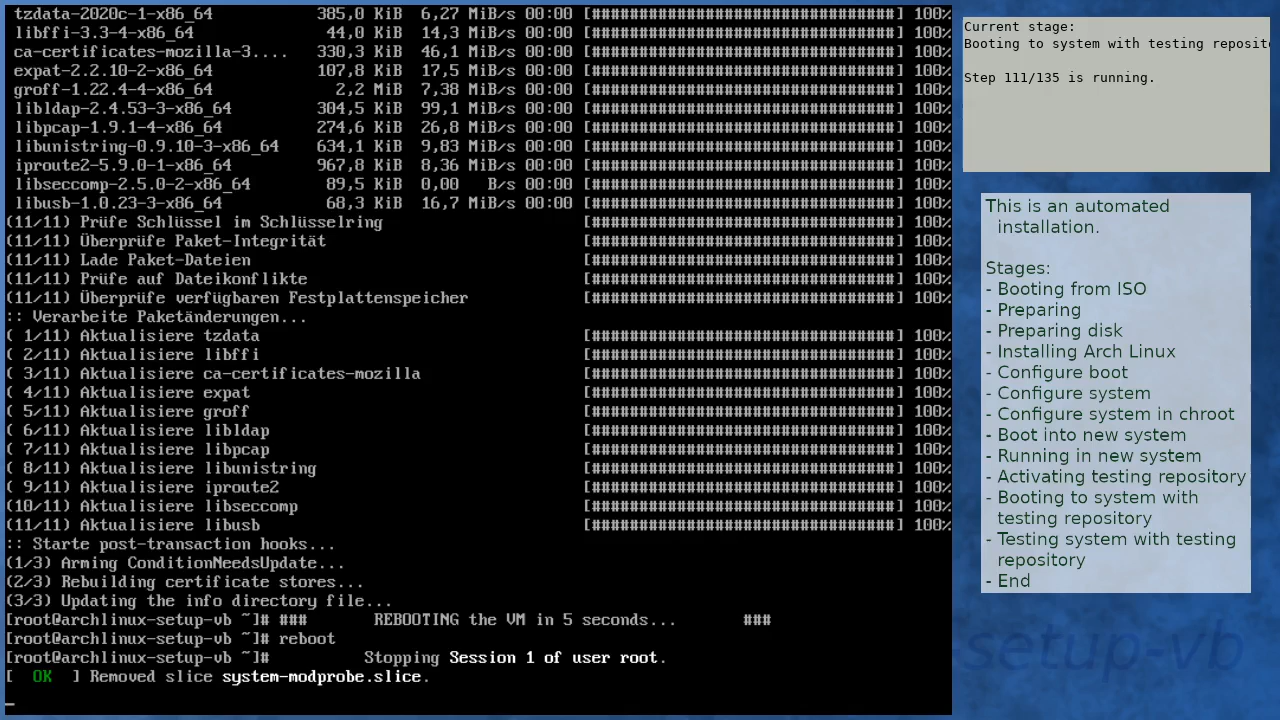 tzdata-2020c-1-x86_64 385,0 KiB 6,27 MiB/s 00:00 [################################] 100%
libffi-3.3-4-x86_64 44,0 KiB 14,3 MiB/s 00:00 [################################] 100%
ca-certificates-mozilla-3.... 330,3 KiB 46,1 MiB/s 00:00 [################################] 100%
expat-2.2.10-2-x86_64 107,8 KiB 17,5 MiB/s 00:00 [################################] 100%
groff-1.22.4-4-x86_64 2,2 MiB 7,38 MiB/s 00:00 [################################] 100%
libldap-2.4.53-3-x86_64 304,5 KiB 99,1 MiB/s 00:00 [################################] 100%
libpcap-1.9.1-4-x86_64 274,6 KiB 26,8 MiB/s 00:00 [################################] 100%
libunistring-0.9.10-3-x86_64 634,1 KiB 9,83 MiB/s 00:00 [################################] 100%
iproute2-5.9.0-1-x86_64 967,8 KiB 8,36 MiB/s 00:00 [################################] 100%
libseccomp-2.5.0-2-x86_64 89,5 KiB 0,00 B/s 00:00 [################################] 100%
libusb-1.0.23-3-x86_64 68,3 KiB 16,7 MiB/s 00:00 [################################] 100%
(11/11) Prüfe Schlüssel im Schlüsselring [################################] 100%
(11/11) Überprüfe Paket-Integrität [################################] 100%
(11/11) Lade Paket-Dateien [################################] 100%
(11/11) Prüfe auf Dateikonflikte [################################] 100%
(11/11) Überprüfe verfügbaren Festplattenspeicher [################################] 100%
:: Verarbeite Paketänderungen...
( 1/11) Aktualisiere tzdata [################################] 100%
( 2/11) Aktualisiere libffi [################################] 100%
( 3/11) Aktualisiere ca-certificates-mozilla [################################] 100%
( 4/11) Aktualisiere expat [################################] 100%
( 5/11) Aktualisiere groff [################################] 100%
( 6/11) Aktualisiere libldap [################################] 100%
( 7/11) Aktualisiere libpcap [################################] 100%
( 8/11) Aktualisiere libunistring [################################] 100%
( 9/11) Aktualisiere iproute2 [################################] 100%
(10/11) Aktualisiere libseccomp [################################] 100%
(11/11) Aktualisiere libusb [################################] 100%
:: Starte post-transaction hooks...
(1/3) Arming ConditionNeedsUpdate...
(2/3) Rebuilding certificate stores...
(3/3) Updating the info directory file...
[root@archlinux-setup-vb ~]# ### REBOOTING the VM in 5 seconds... ###
[root@archlinux-setup-vb ~]# reboot
[root@archlinux-setup-vb ~]# Stopping Session 1 of user root.
[ OK ] Removed slice system-modprobe.slice.
_
Current stage:
Booting to system with testing reposito
Step 111/135 is running.
This is an automated
installation.
Stages:
- Booting from ISO
- Preparing
- Preparing disk
- Installing Arch Linux
- Configure boot
- Configure system
- Configure system in chroot
- Boot into new system
- Running in new system
- Activating testing repository
- Booting to system with
testing repository
- Testing system with testing
repository
- End
-setup-vb